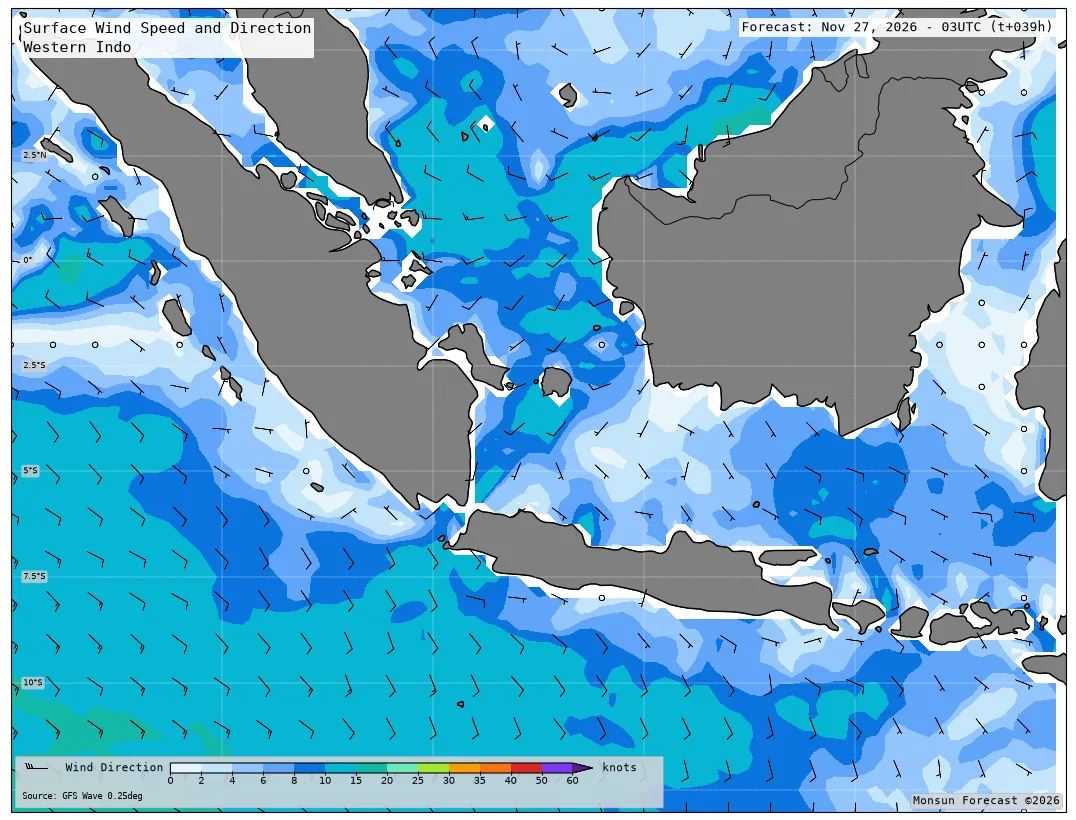 Surface Wind Speed and Direction
Western Indo
Forecast: Nov 27, 2026 - 03UTC (t+039h)
2.5°N
0°
2.5°S
5°S
7.5°S
10°S
Wind Direction
0 2 4 6 8 10 15 20 25 30 35 40 50 60 knots
Source: GFS Wave 0.25deg
Monsun Forecast ©2026